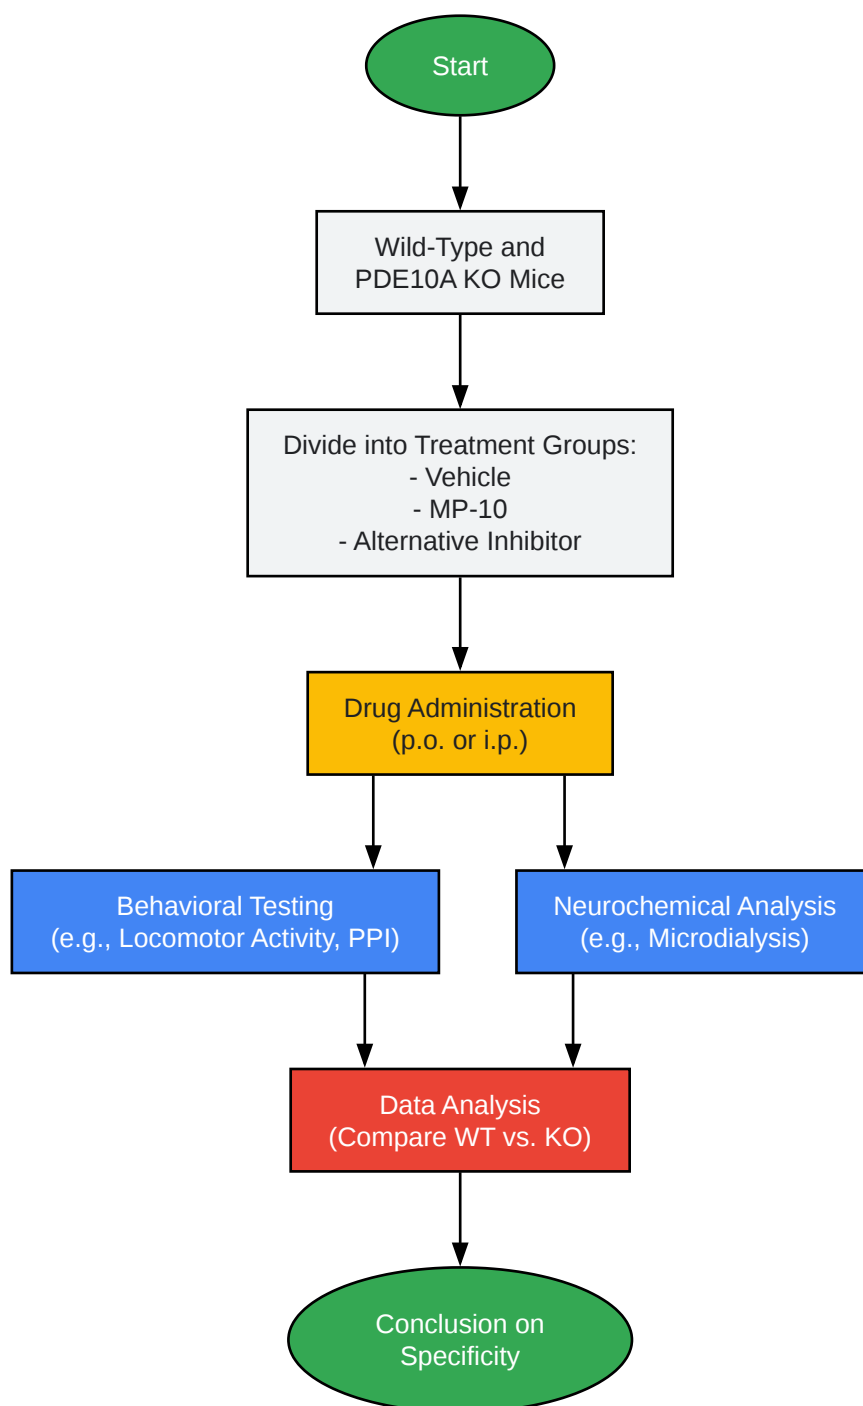 Start
Wild-Type and
PDE10A KO Mice
Divide into Treatment Groups:
- Vehicle
- MP-10
- Alternative Inhibitor
Drug Administration
(p.o. or i.p.)
Behavioral Testing
(e.g., Locomotor Activity, PPI)
Neurochemical Analysis
(e.g., Microdialysis)
Data Analysis
(Compare WT vs. KO)
Conclusion on
Specificity